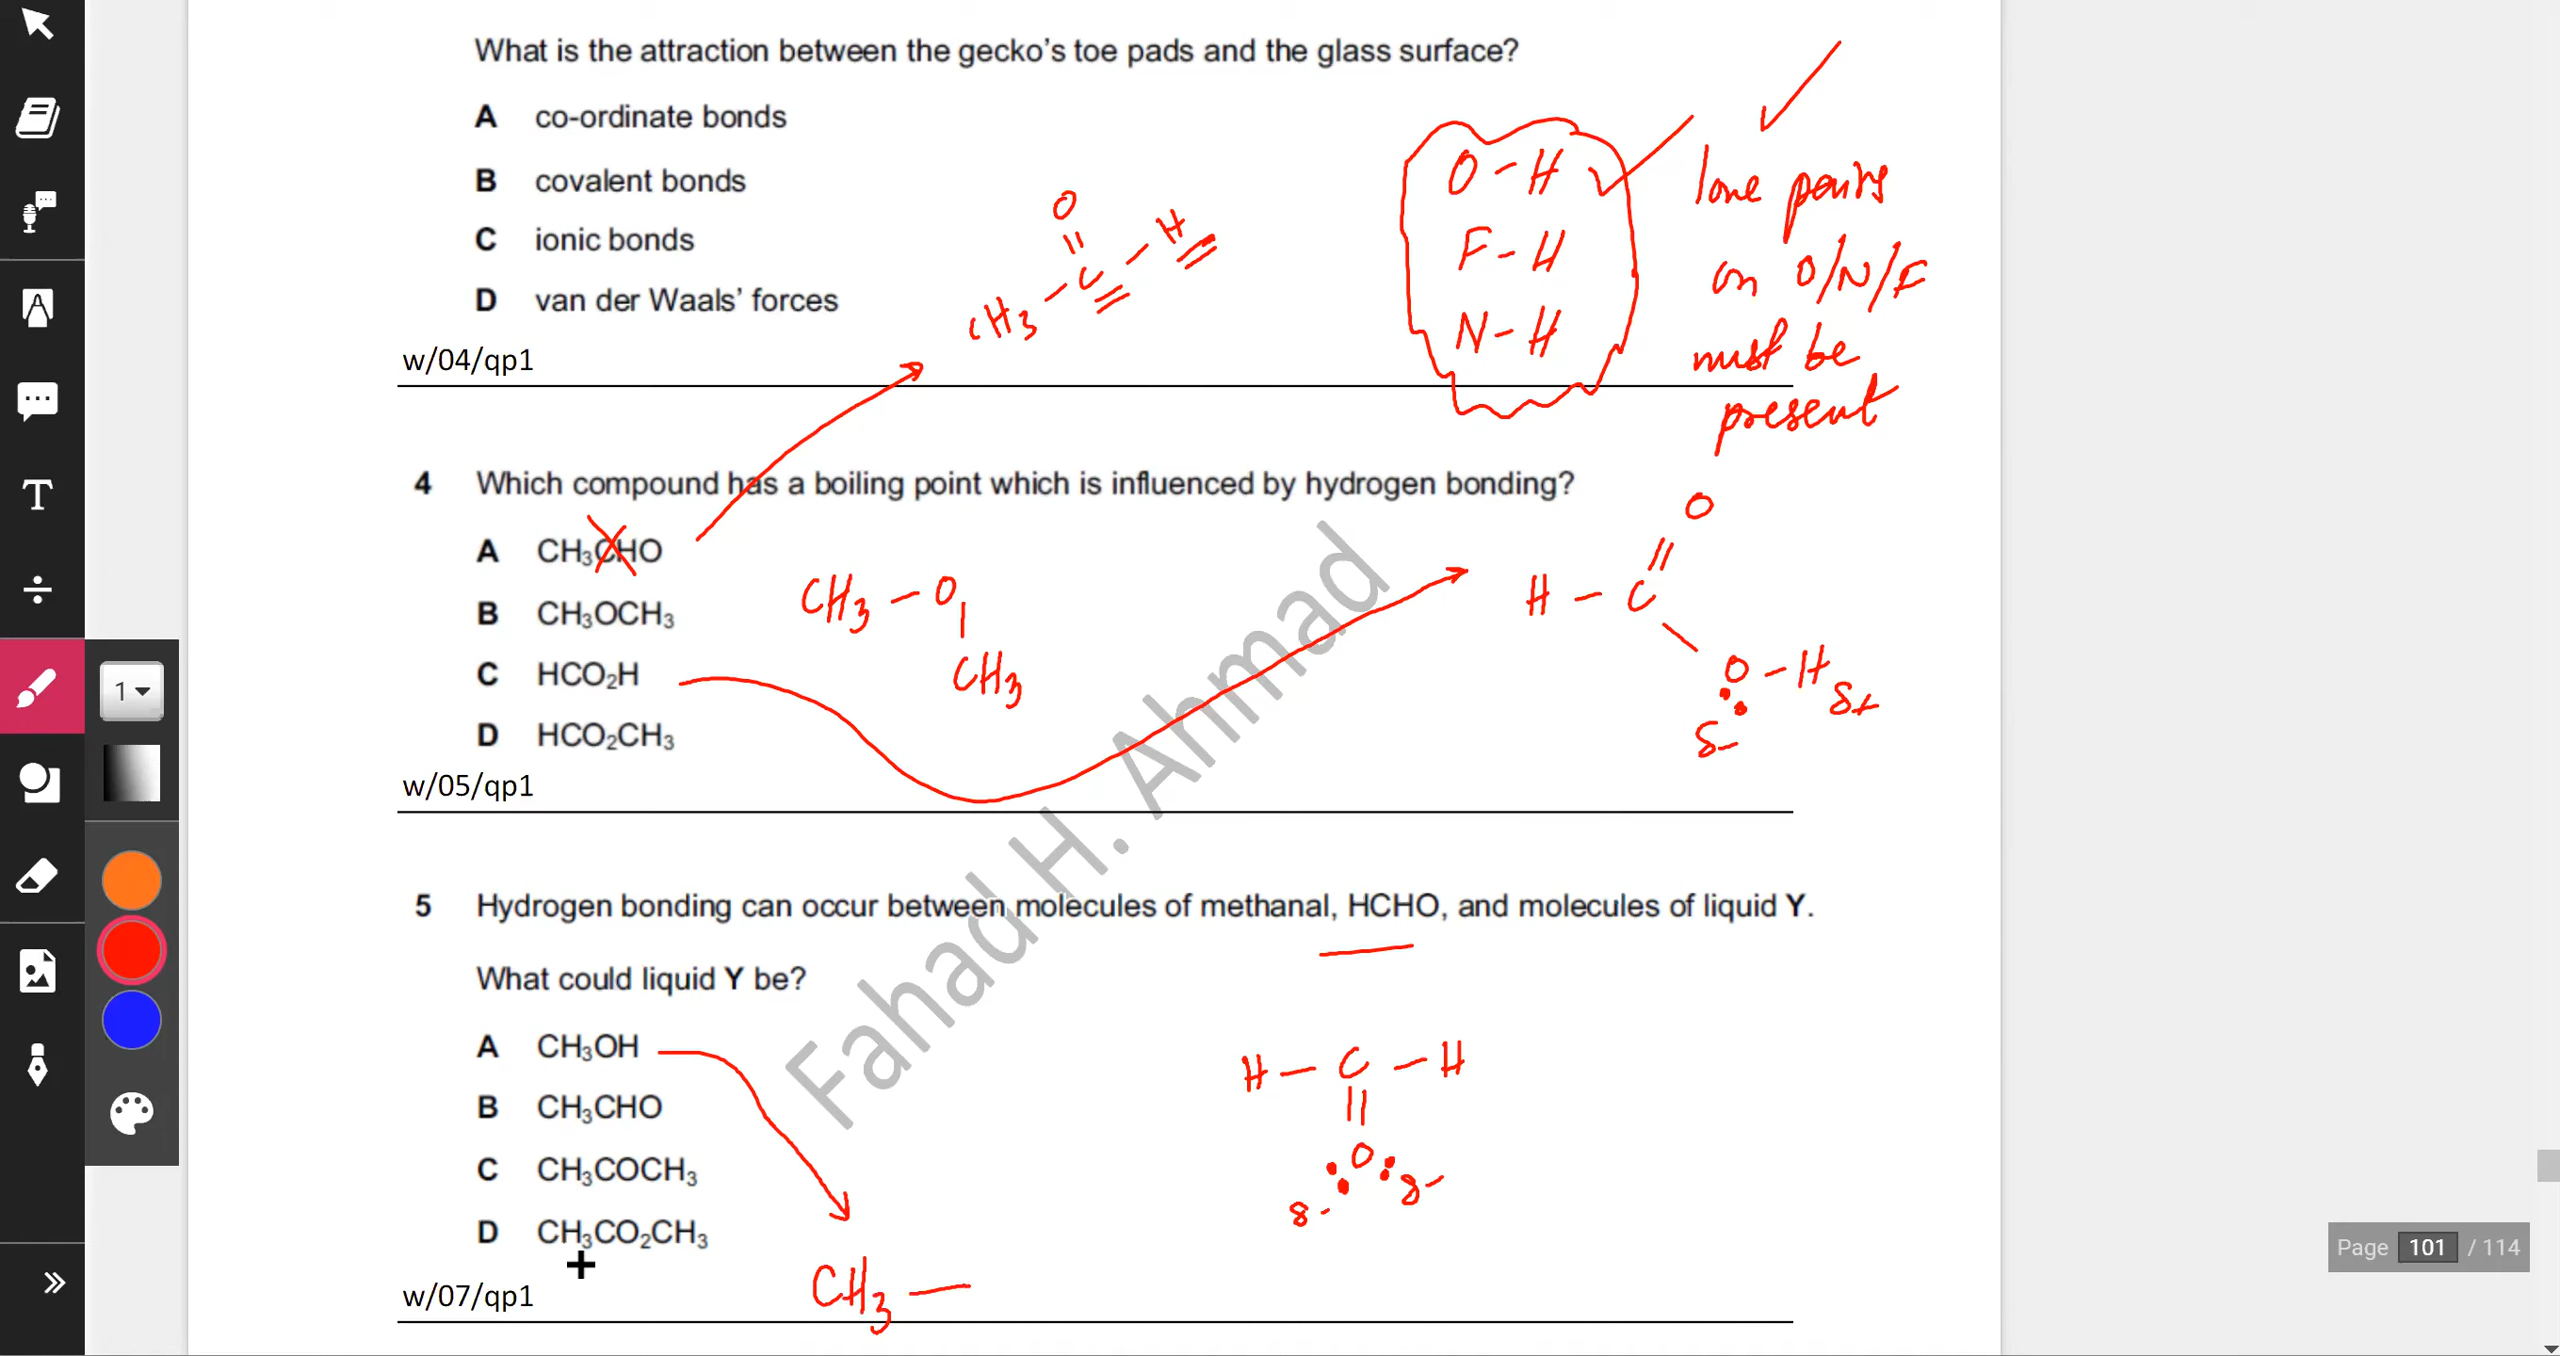 What is the attraction between the gecko's toe pads and the glass surface?
A co-ordinate bonds
B covalent bonds
C ionic bonds
D van der Waals' forces
w/04/qp1
O
=
CH3 - C - H
O - H
F - H
N - H
lone pairs
on O/N/F
must be
present
4 Which compound has a boiling point which is influenced by hydrogen bonding?
A CH₃CHO
B CH₃OCH₃
C HCO₂H
D HCO₂CH₃
w/05/qp1
CH3 - O
CH3
O
H - C
O - H
δ+
δ-
Fahad H. Ahmad
5 Hydrogen bonding can occur between molecules of methanal, HCHO, and molecules of liquid Y.
What could liquid Y be?
A CH₃OH
B CH₃CHO
C CH₃COCH₃
D CH₃CO₂CH₃
w/07/qp1
H - C - H
O
δ- δ-
CH3 -
1
T
Page 101 / 114